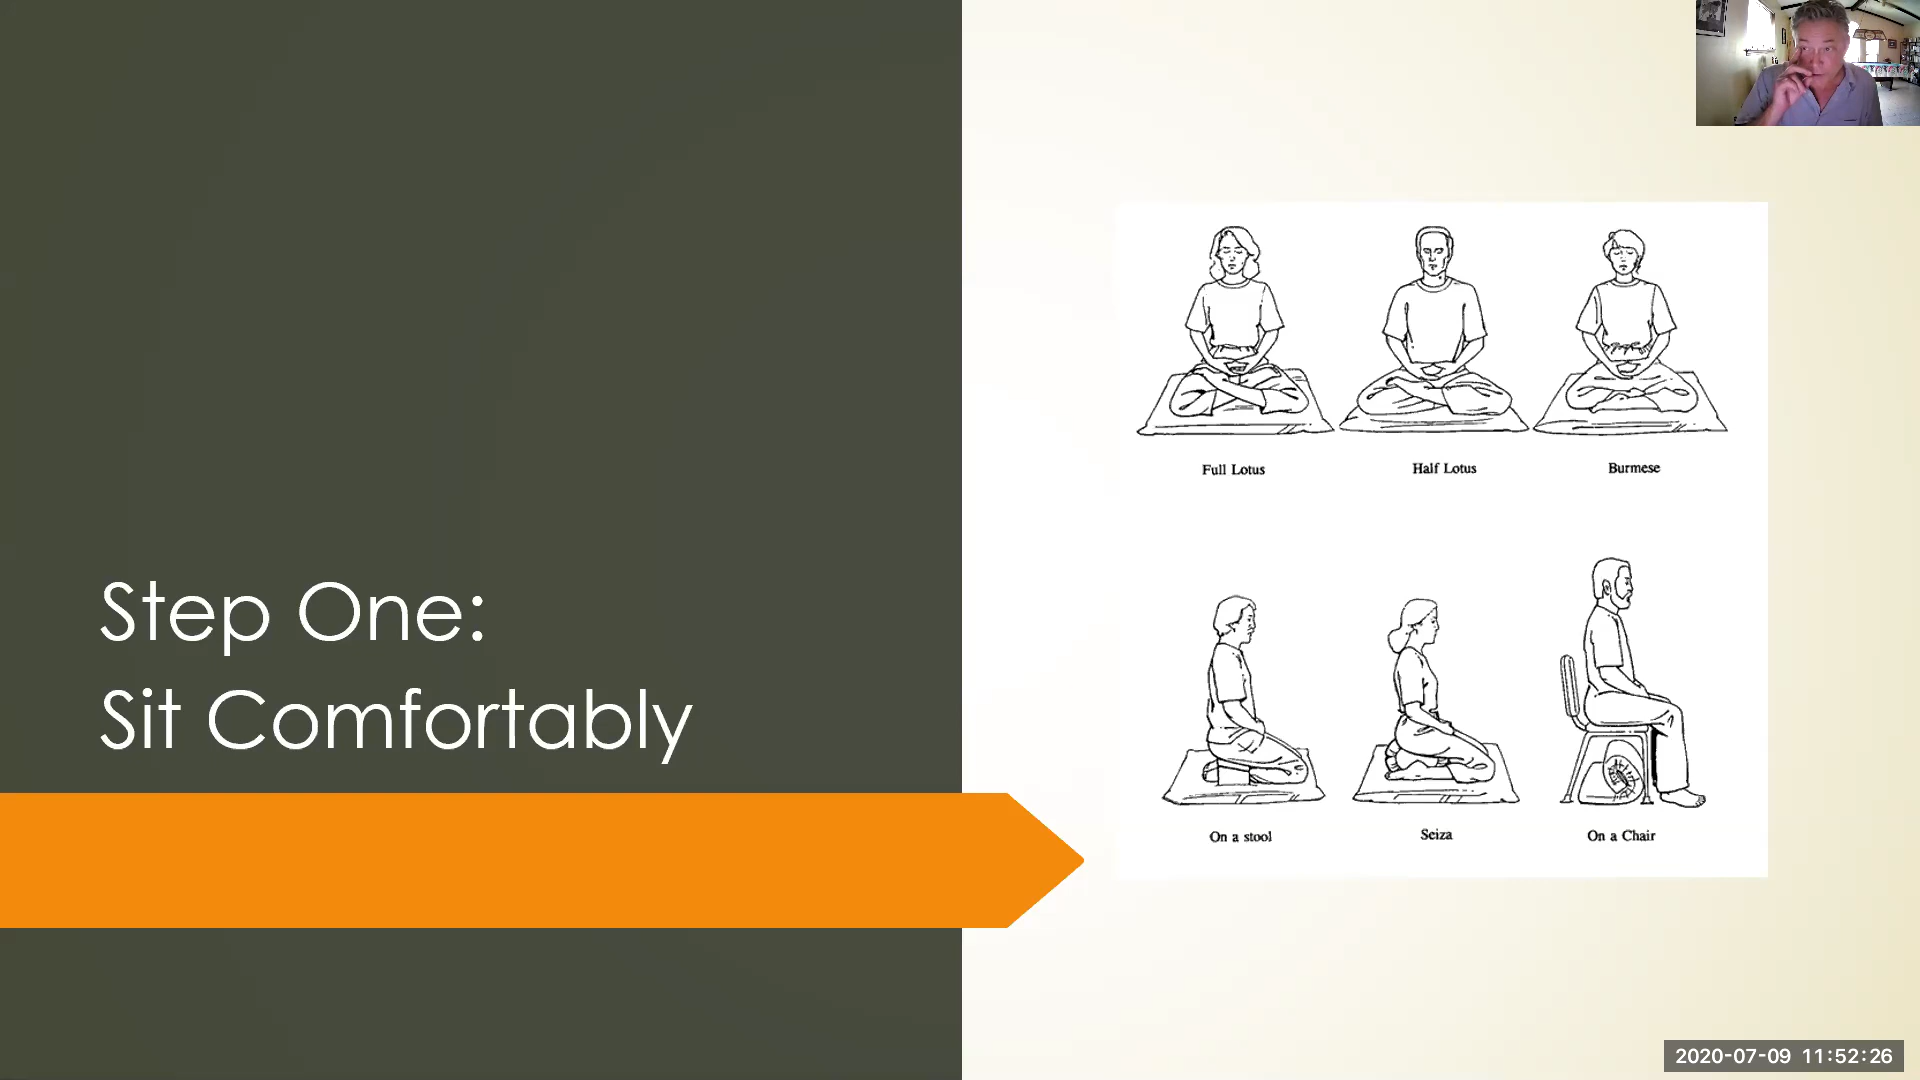 Step One:
Sit Comfortably
Full Lotus
Half Lotus
Burmese
On a stool
Seiza
On a Chair
2020-07-09 11:52:26